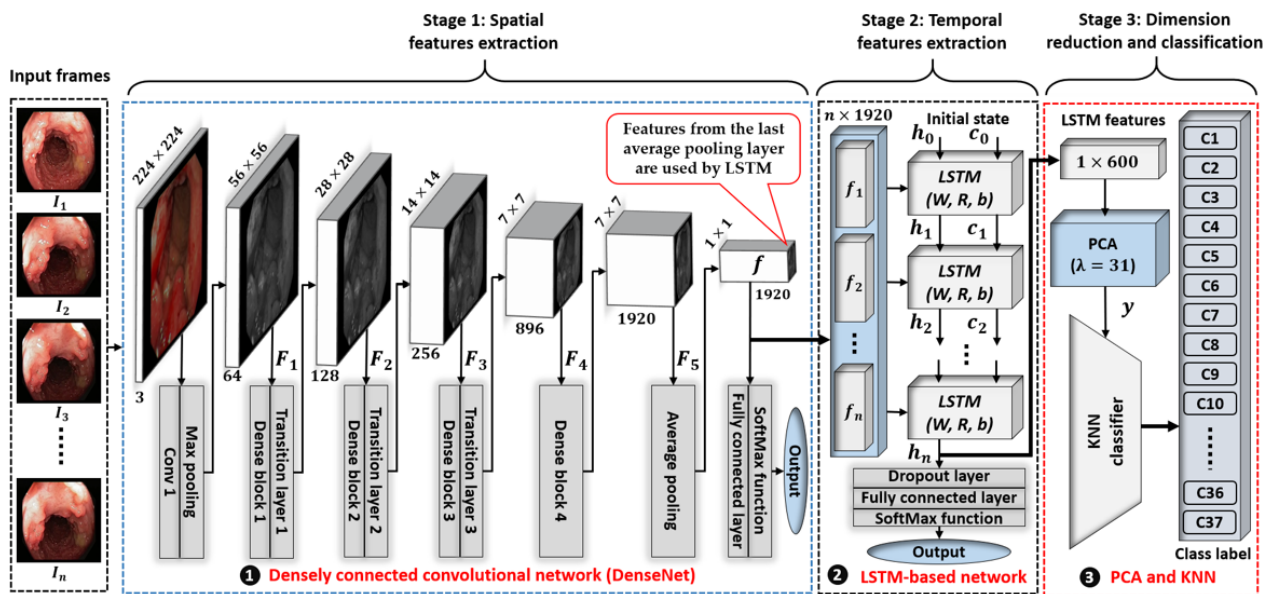 Stage 1: Spatial
features extraction
Stage 2: Temporal
features extraction
Stage 3: Dimension
reduction and classification
Input frames
I₁
I₂
I₃
Iₙ
224 × 224
3
56 × 56
64
28 × 28
128
14 × 14
256
7 × 7
896
7 × 7
1920
1 × 1
f
1920
Features from the last
average pooling layer
are used by LSTM
F₁
F₂
F₃
F₄
F₅
Max pooling
Conv 1
Transition layer 1
Dense block 1
Transition layer 2
Dense block 2
Transition layer 3
Dense block 3
Dense block 4
Average pooling
SoftMax function
Fully connected layer
Output
❶ Densely connected convolutional network (DenseNet)
n × 1920
f₁
f₂
fₙ
Initial state
h₀ c₀
LSTM
(W, R, b)
h₁ c₁
LSTM
(W, R, b)
h₂ c₂
LSTM
(W, R, b)
hₙ
Dropout layer
Fully connected layer
SoftMax function
Output
❷ LSTM-based network
LSTM features
1 × 600
PCA
(λ = 31)
y
KNN
classifier
C1
C2
C3
C4
C5
C6
C7
C8
C9
C10
C36
C37
Class label
❸ PCA and KNN